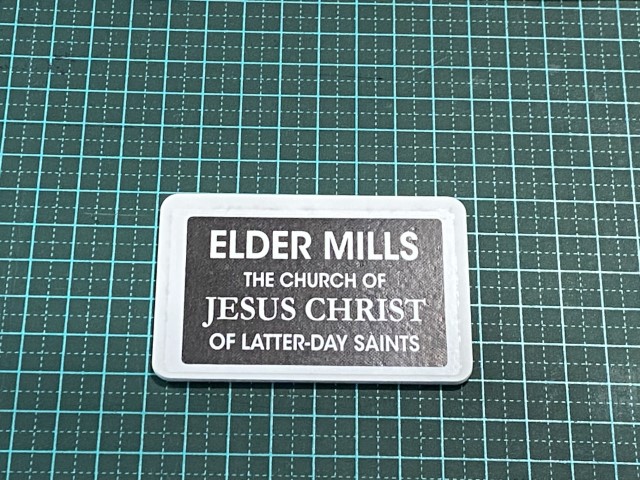 ELDER MILLS
THE CHURCH OF
JESUS CHRIST
OF LATTER-DAY SAINTS